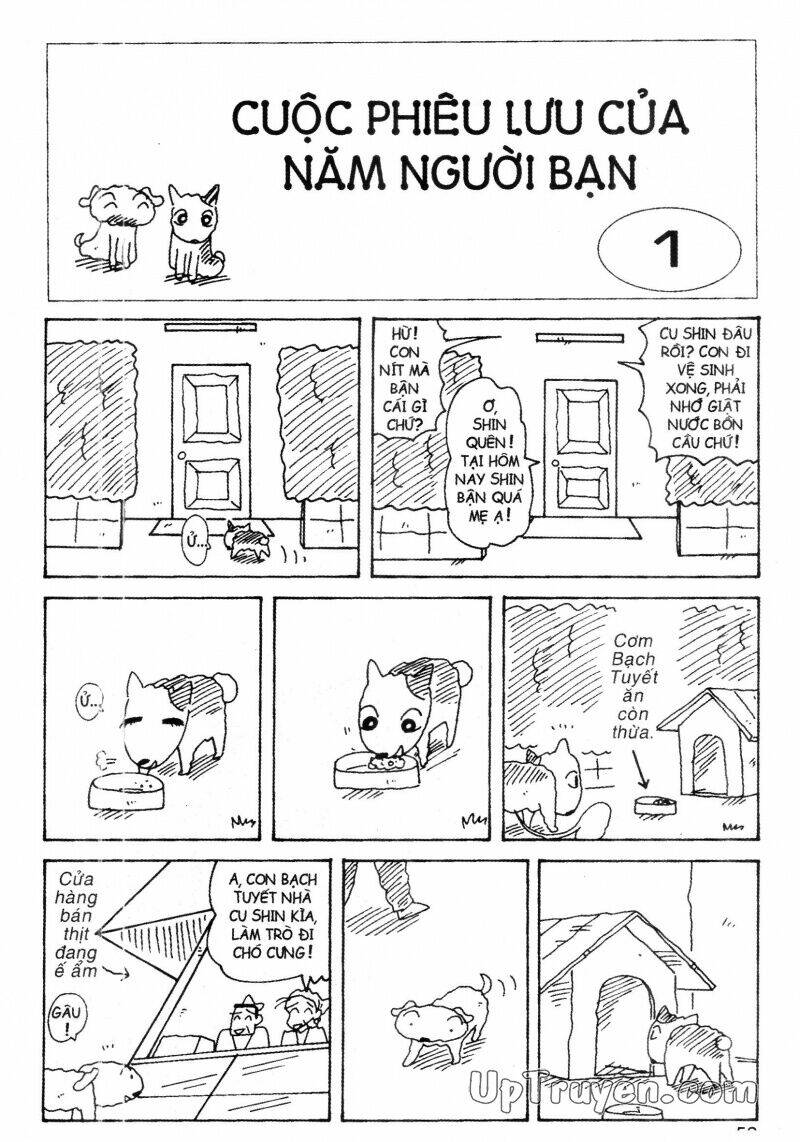 CUỘC PHIÊU LƯU CỦA
NĂM NGƯỜI BẠN
1
Ử...
CU SHIN ĐÂU
RỒI? CON ĐI
VỆ SINH
XONG, PHẢI
NHỚ GIẬT
NƯỚC BỒN
CẦU CHỨ!
Ơ,
SHIN
QUÊN!
TẠI HÔM
NAY SHIN
BẬN QUÁ
MẸ Ạ!
HỪ!
CON
NÍT MÀ
BẬN
CÁI GÌ
CHỨ?
Ử...
Cơm
Bạch
Tuyết
ăn
còn
thừa.
Cửa
hàng
bán
thịt
đang
ế ẩm
GÂU
!
A, CON BẠCH
TUYẾT NHÀ
CU SHIN KÌA,
LÀM TRÒ ĐI
CHÓ CƯNG!
UpTruyen.com